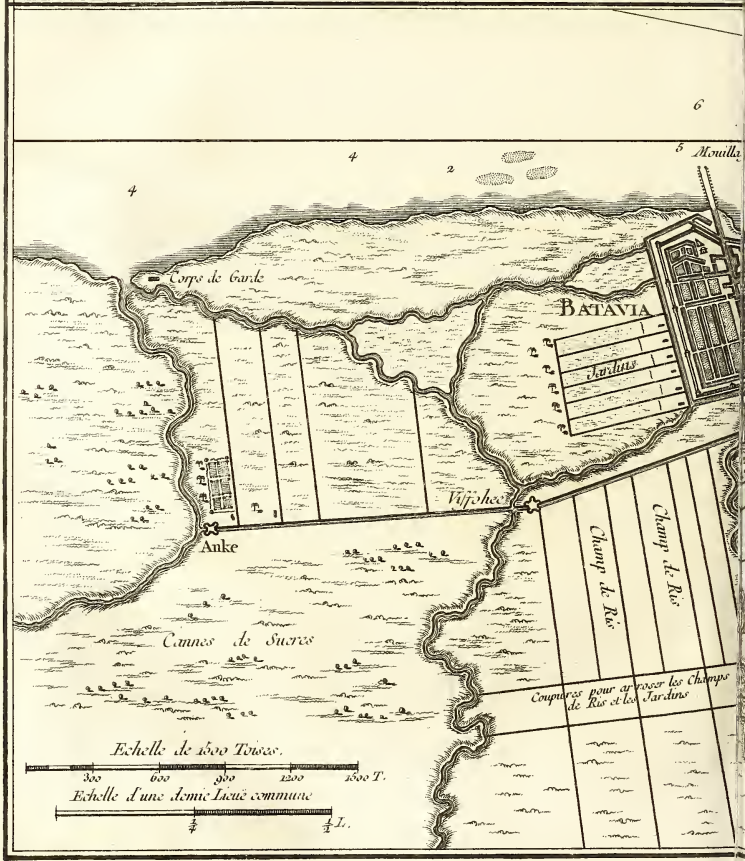 6
5 Mouilla
4
2
4
Corps de Garde
BATAVIA
Jardins
Viffohec
Anke
Champ de Ris
Champ de Ris
Cannes de Sucres
Coupures pour arroser les Champs
de Ris et les Jardins
Echelle de 1500 Toises.
300 600 900 1200 1500 T.
Echelle d'une demie Lieuë commune
1/4 1/2 L.